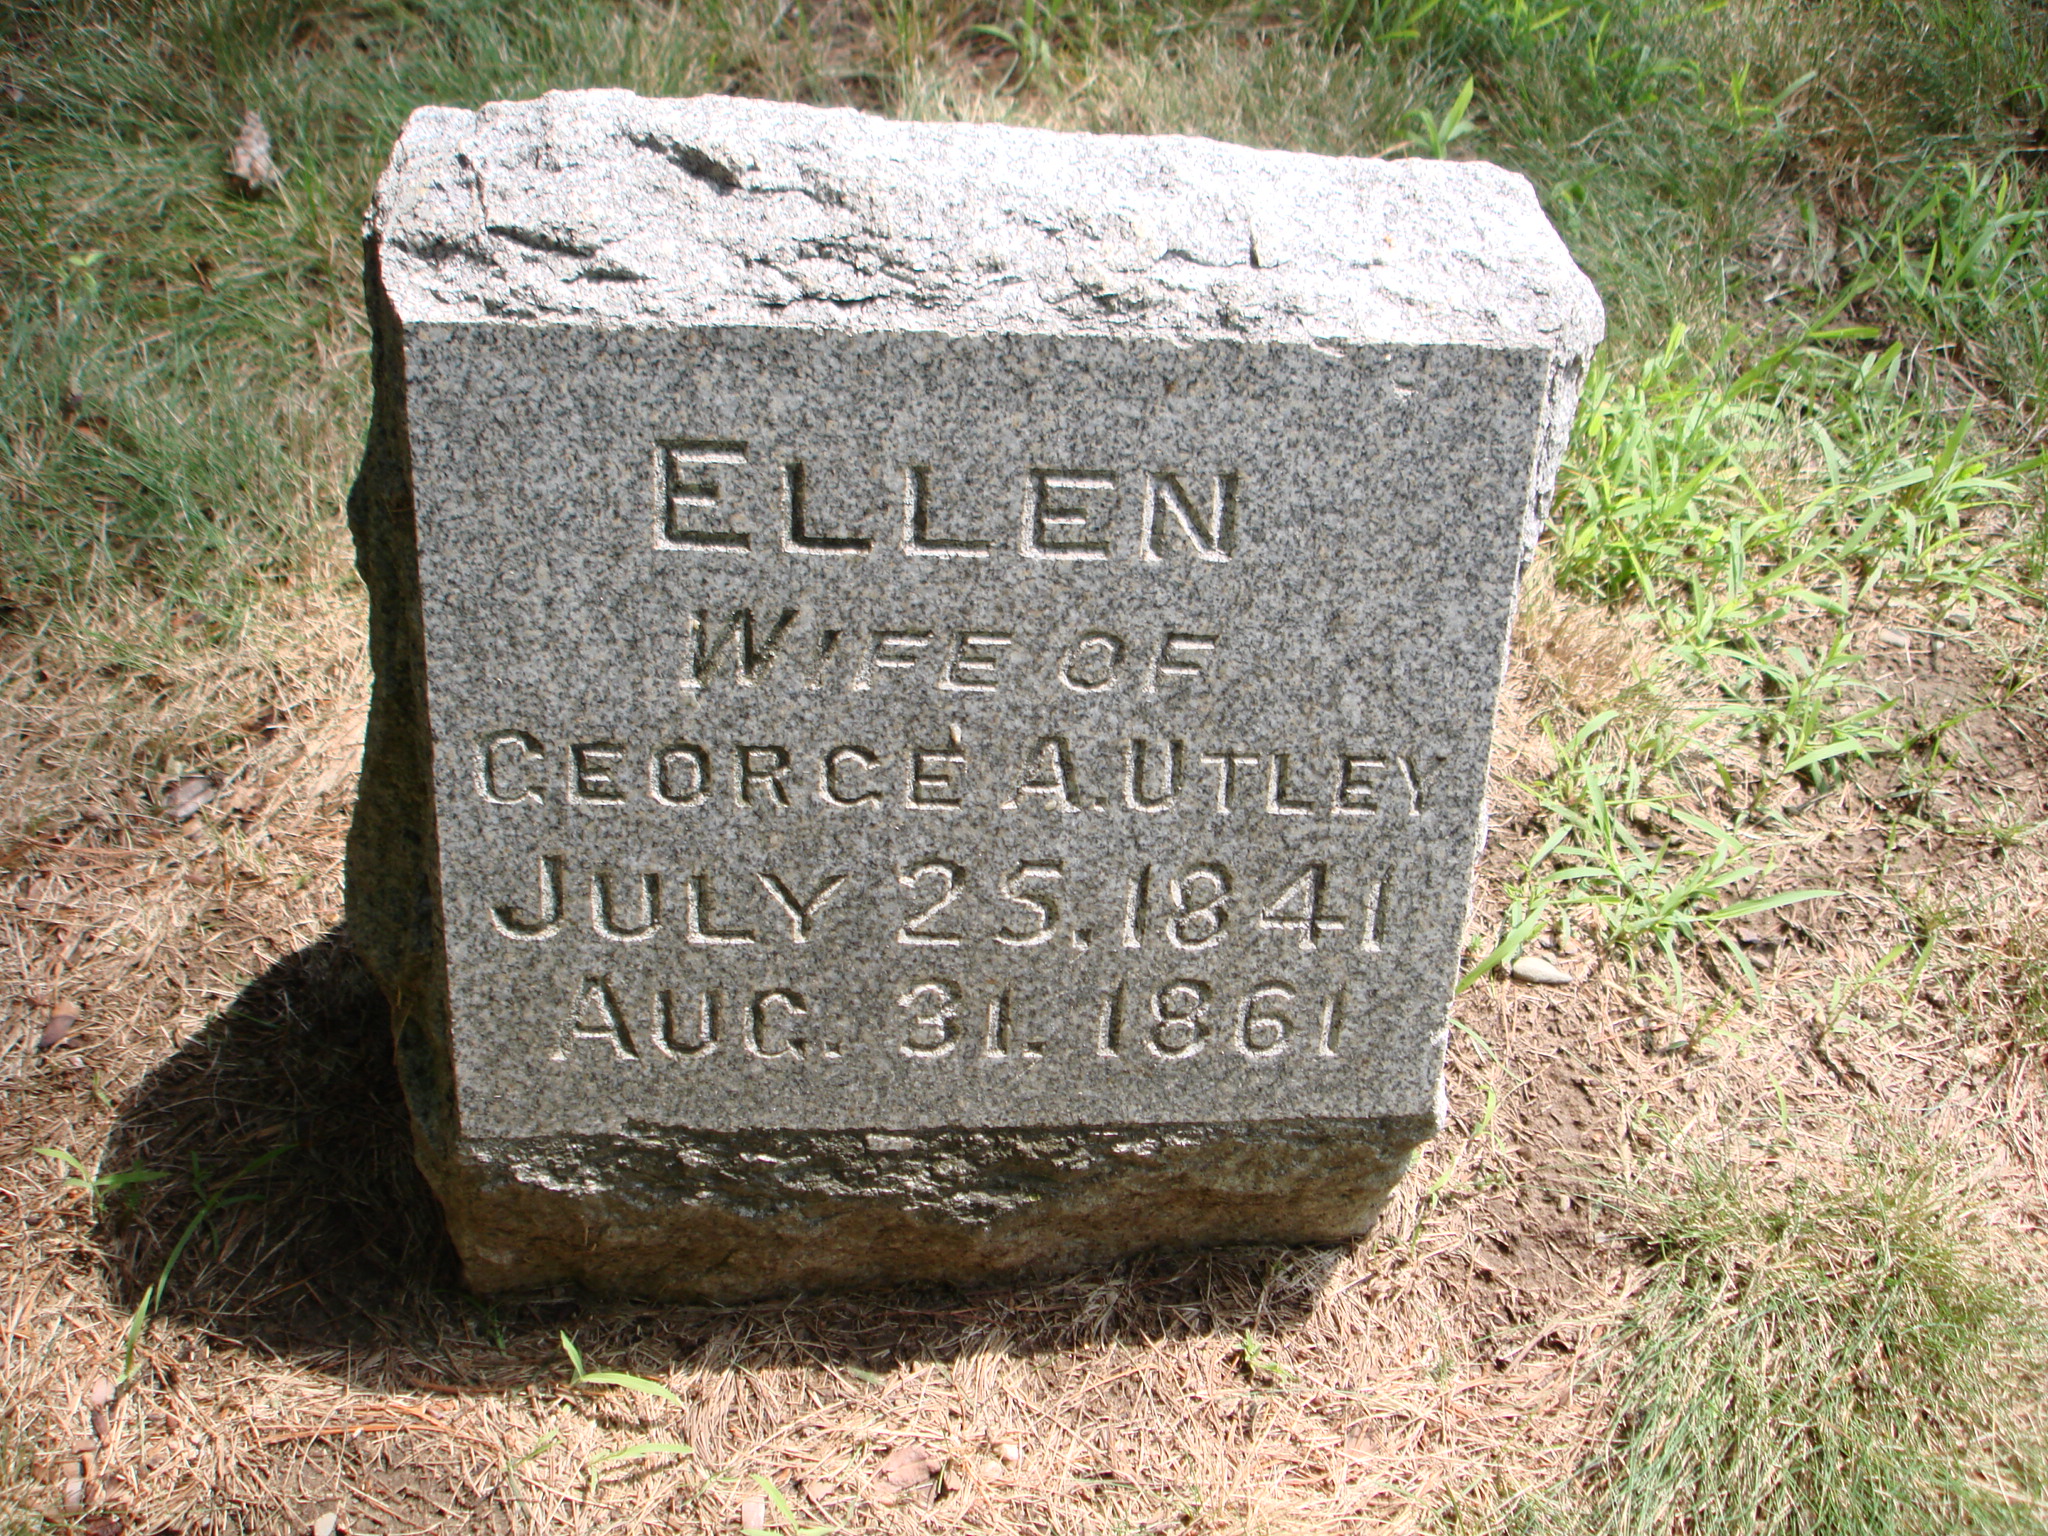 ELLEN
WIFE OF
GEORGE A. UTLEY
JULY 25, 1841
AUG. 31. 1861